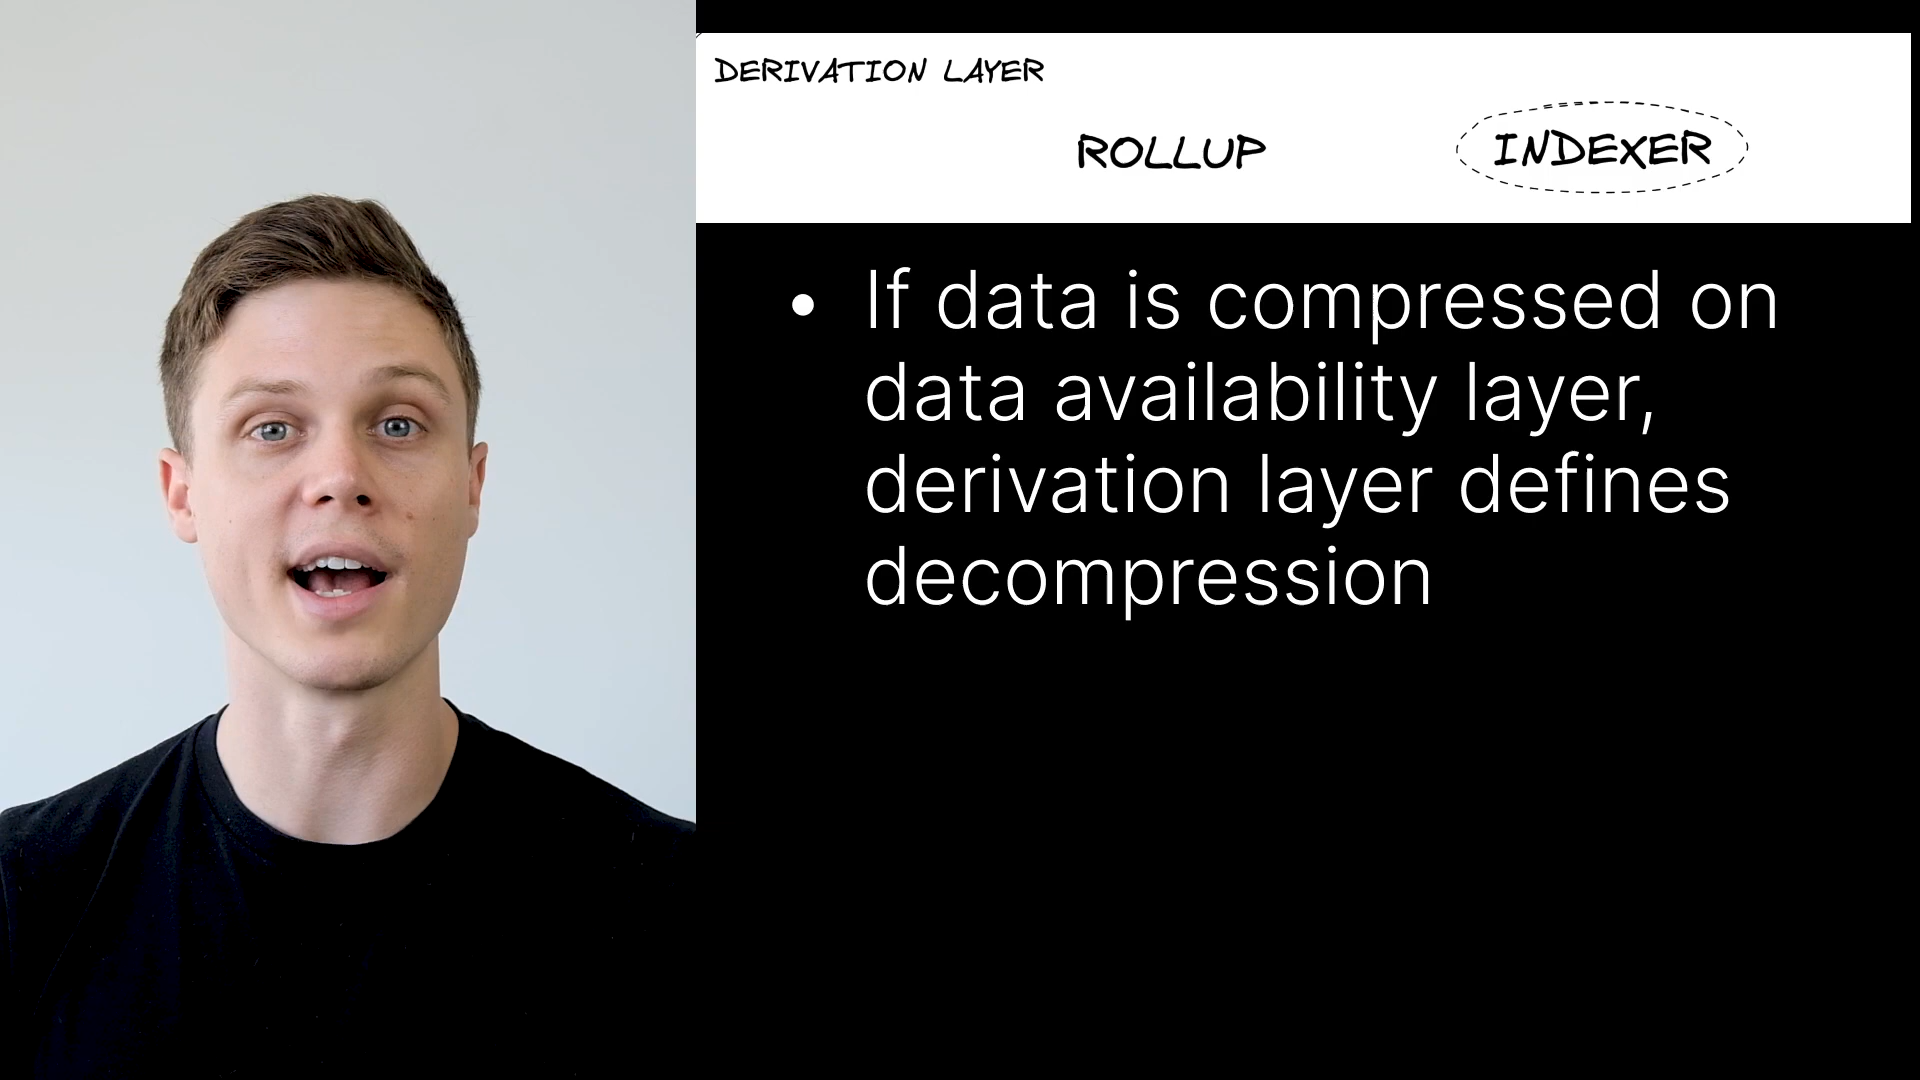 DERIVATION LAYER
ROLLUP INDEXER
• If data is compressed on
data availability layer,
derivation layer defines
decompression